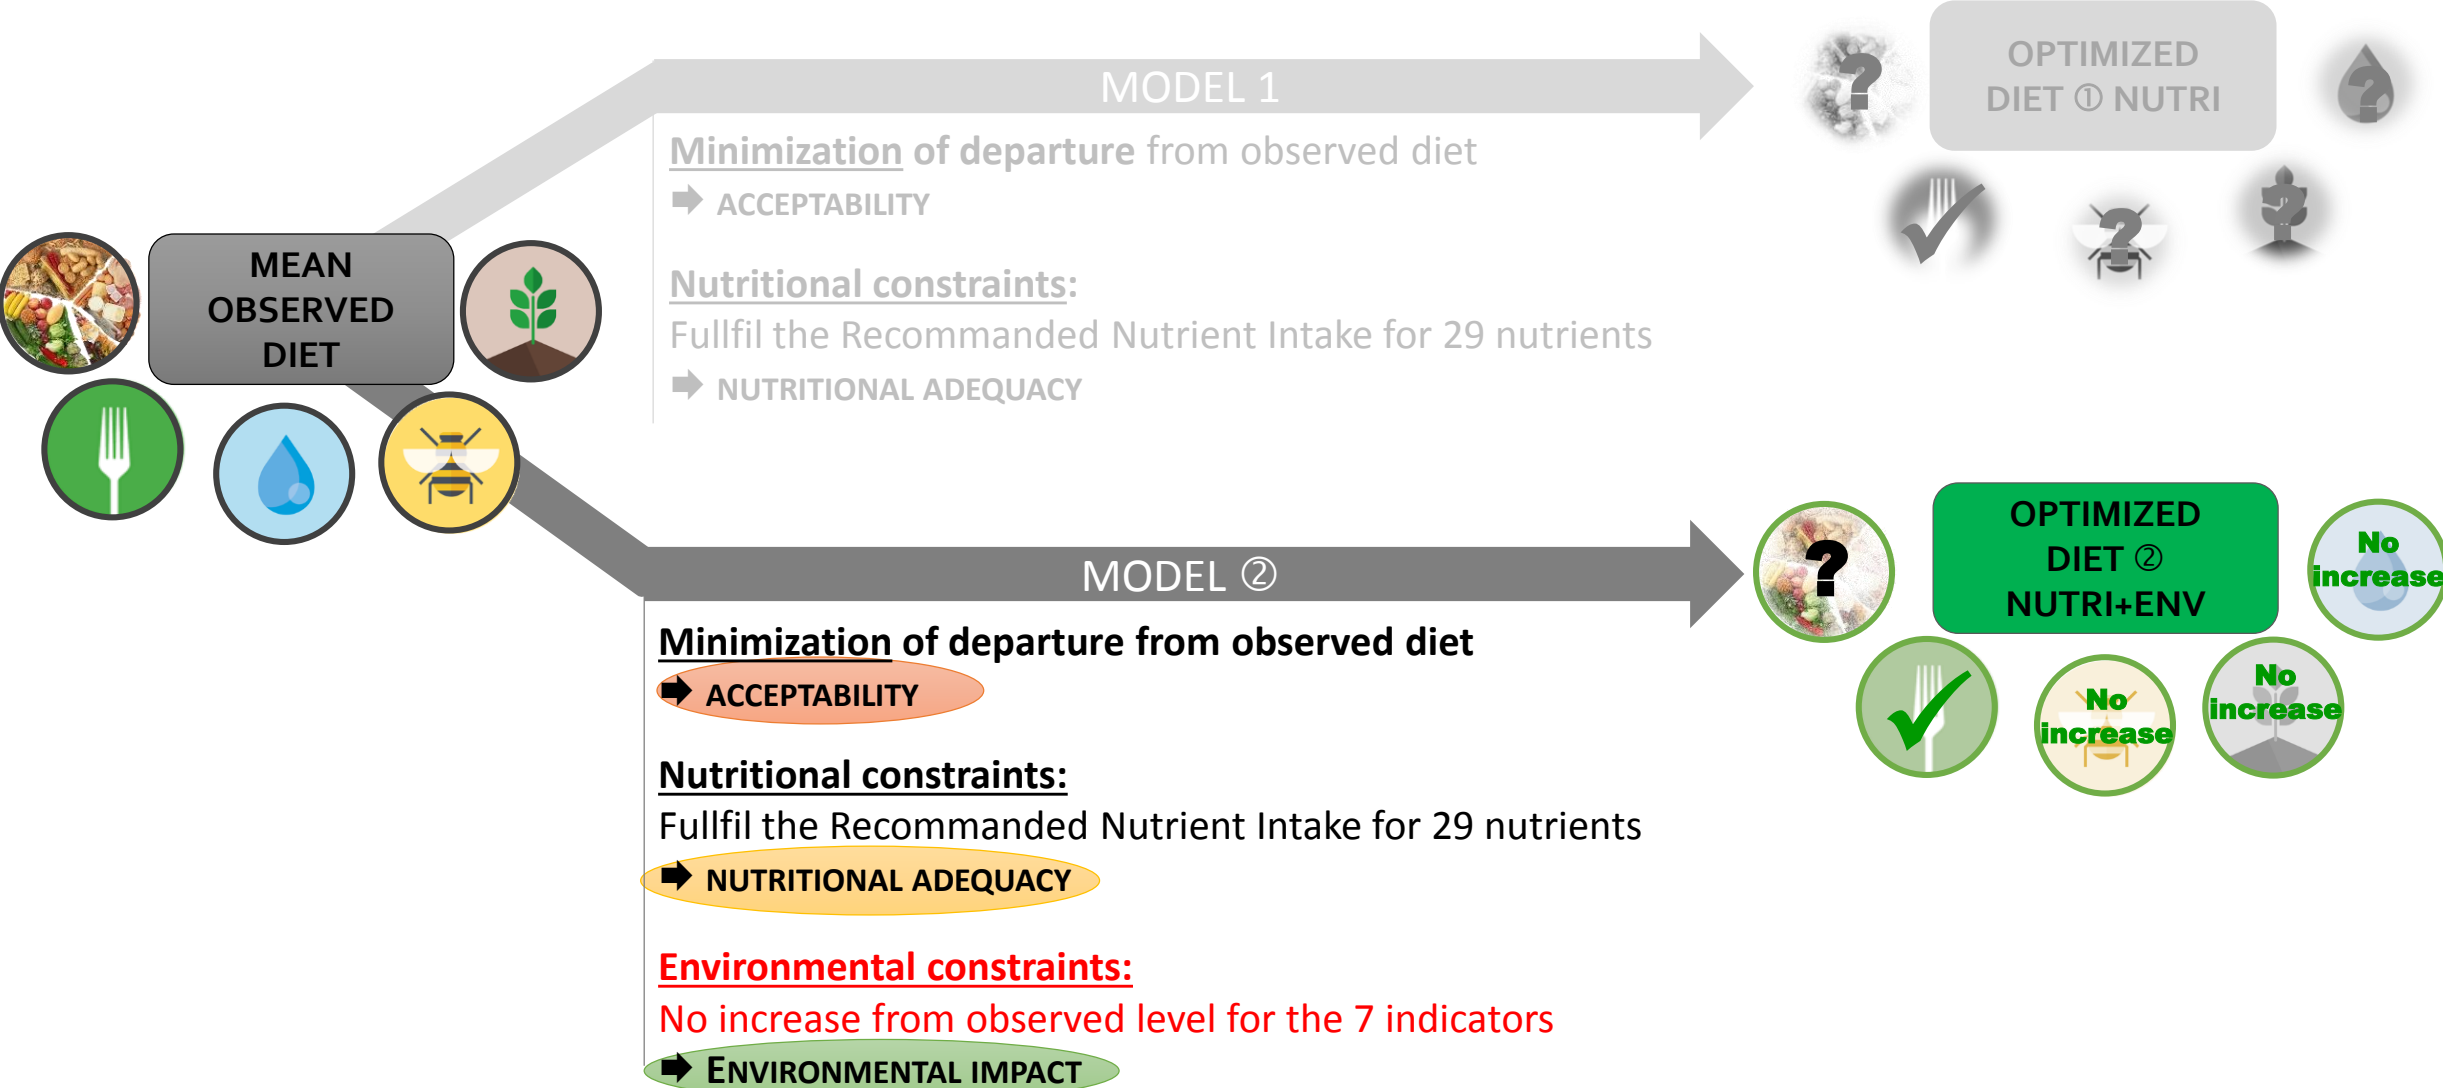 MODEL 1
Minimization of departure from observed diet
🡆 ACCEPTABILITY
Nutritional constraints:
Fullfil the Recommanded Nutrient Intake for 29 nutrients
🡆 NUTRITIONAL ADEQUACY
?
OPTIMIZED
DIET ① NUTRI
?
?
?
MEAN
OBSERVED
DIET
MODEL ②
Minimization of departure from observed diet
🡆 ACCEPTABILITY
Nutritional constraints:
Fullfil the Recommanded Nutrient Intake for 29 nutrients
🡆 NUTRITIONAL ADEQUACY
Environmental constraints:
No increase from observed level for the 7 indicators
🡆 ENVIRONMENTAL IMPACT
?
OPTIMIZED
DIET ②
NUTRI+ENV
No
increase
No
increase
No
increase